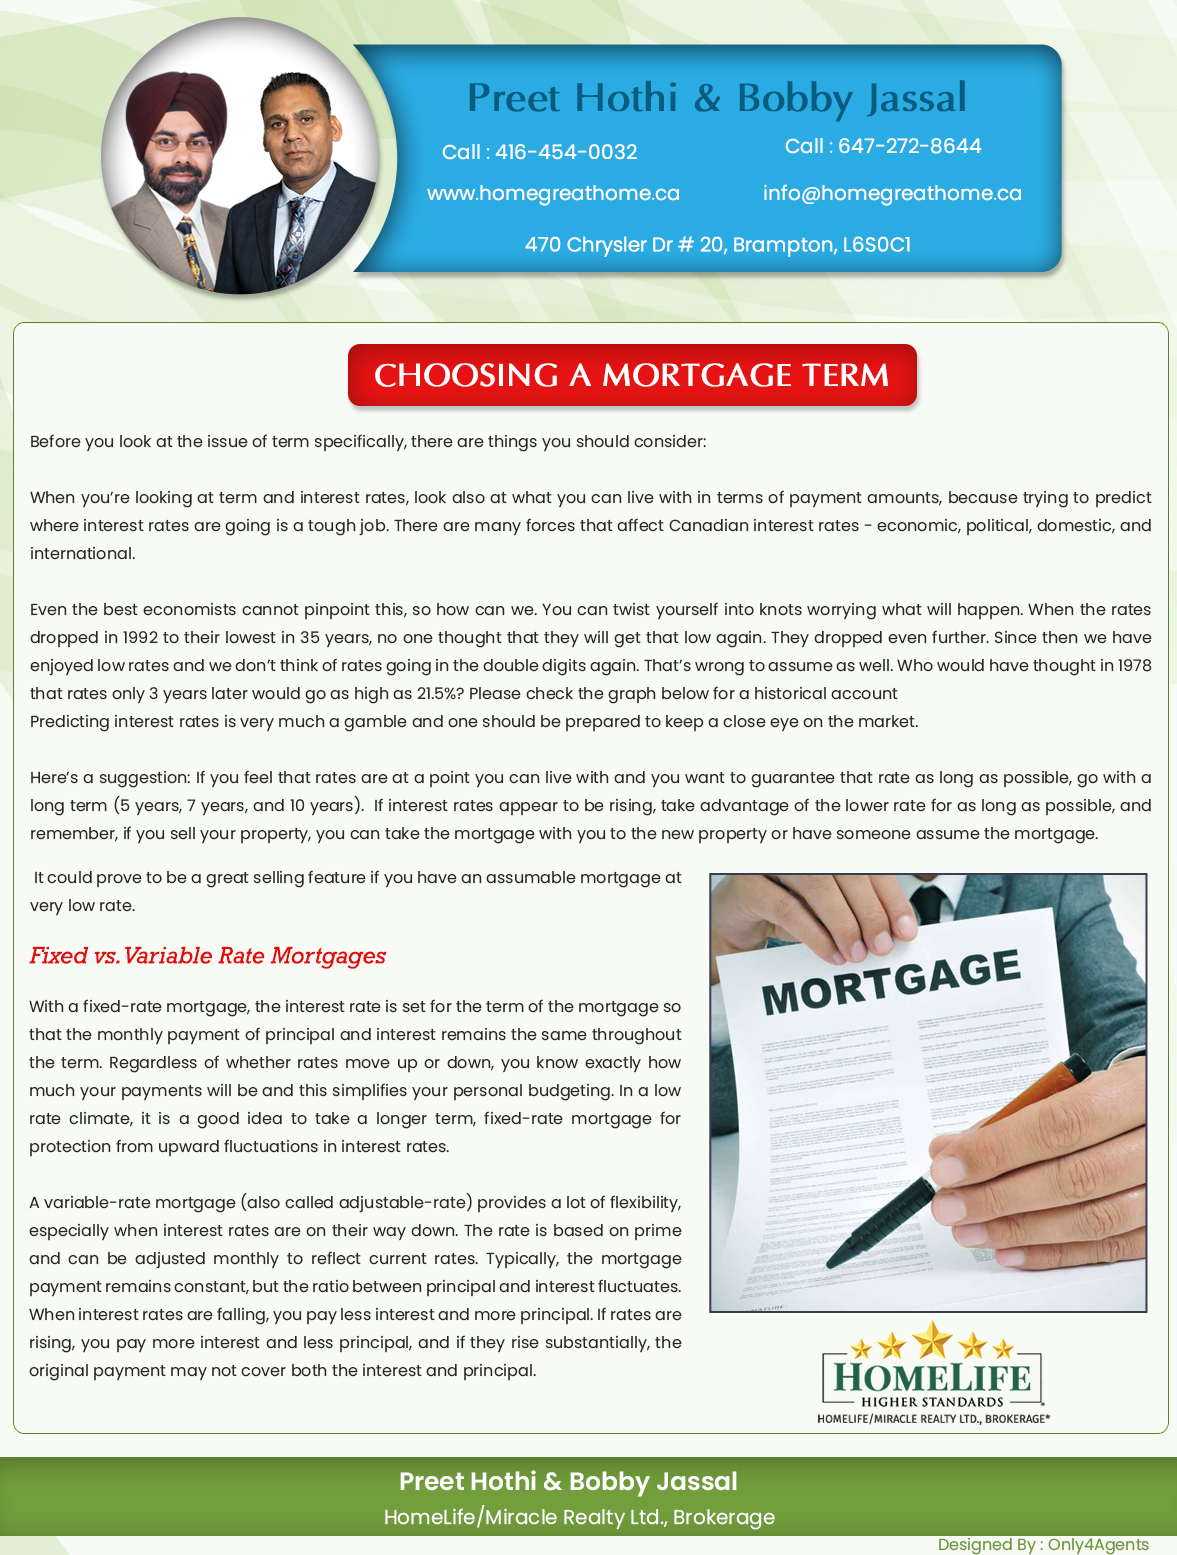 Preet Hothi & Bobby Jassal
Call : 416-454-0032
Call : 647-272-8644
www.homegreathome.ca
info@homegreathome.ca
470 Chrysler Dr # 20, Brampton, L6S0C1
CHOOSING A MORTGAGE TERM
Before you look at the issue of term specifically, there are things you should consider:
When you’re looking at term and interest rates, look also at what you can live with in terms of payment amounts, because trying to predict
where interest rates are going is a tough job. There are many forces that affect Canadian interest rates - economic, political, domestic, and
international.
Even the best economists cannot pinpoint this, so how can we. You can twist yourself into knots worrying what will happen. When the rates
dropped in 1992 to their lowest in 35 years, no one thought that they will get that low again. They dropped even further. Since then we have
enjoyed low rates and we don’t think of rates going in the double digits again. That’s wrong to assume as well. Who would have thought in 1978
that rates only 3 years later would go as high as 21.5%? Please check the graph below for a historical account
Predicting interest rates is very much a gamble and one should be prepared to keep a close eye on the market.
Here’s a suggestion: If you feel that rates are at a point you can live with and you want to guarantee that rate as long as possible, go with a
long term (5 years, 7 years, and 10 years). If interest rates appear to be rising, take advantage of the lower rate for as long as possible, and
remember, if you sell your property, you can take the mortgage with you to the new property or have someone assume the mortgage.
It could prove to be a great selling feature if you have an assumable mortgage at
very low rate.
Fixed vs. Variable Rate Mortgages
With a fixed-rate mortgage, the interest rate is set for the term of the mortgage so
that the monthly payment of principal and interest remains the same throughout
the term. Regardless of whether rates move up or down, you know exactly how
much your payments will be and this simplifies your personal budgeting. In a low
rate climate, it is a good idea to take a longer term, fixed-rate mortgage for
protection from upward fluctuations in interest rates.
A variable-rate mortgage (also called adjustable-rate) provides a lot of flexibility,
especially when interest rates are on their way down. The rate is based on prime
and can be adjusted monthly to reflect current rates. Typically, the mortgage
payment remains constant, but the ratio between principal and interest fluctuates.
When interest rates are falling, you pay less interest and more principal. If rates are
rising, you pay more interest and less principal, and if they rise substantially, the
original payment may not cover both the interest and principal.
MORTGAGE
HOMELIFE
HIGHER STANDARDS
HOMELIFE/MIRACLE REALTY LTD., BROKERAGE*
Preet Hothi & Bobby Jassal
HomeLife/Miracle Realty Ltd., Brokerage
Designed By : Only4Agents